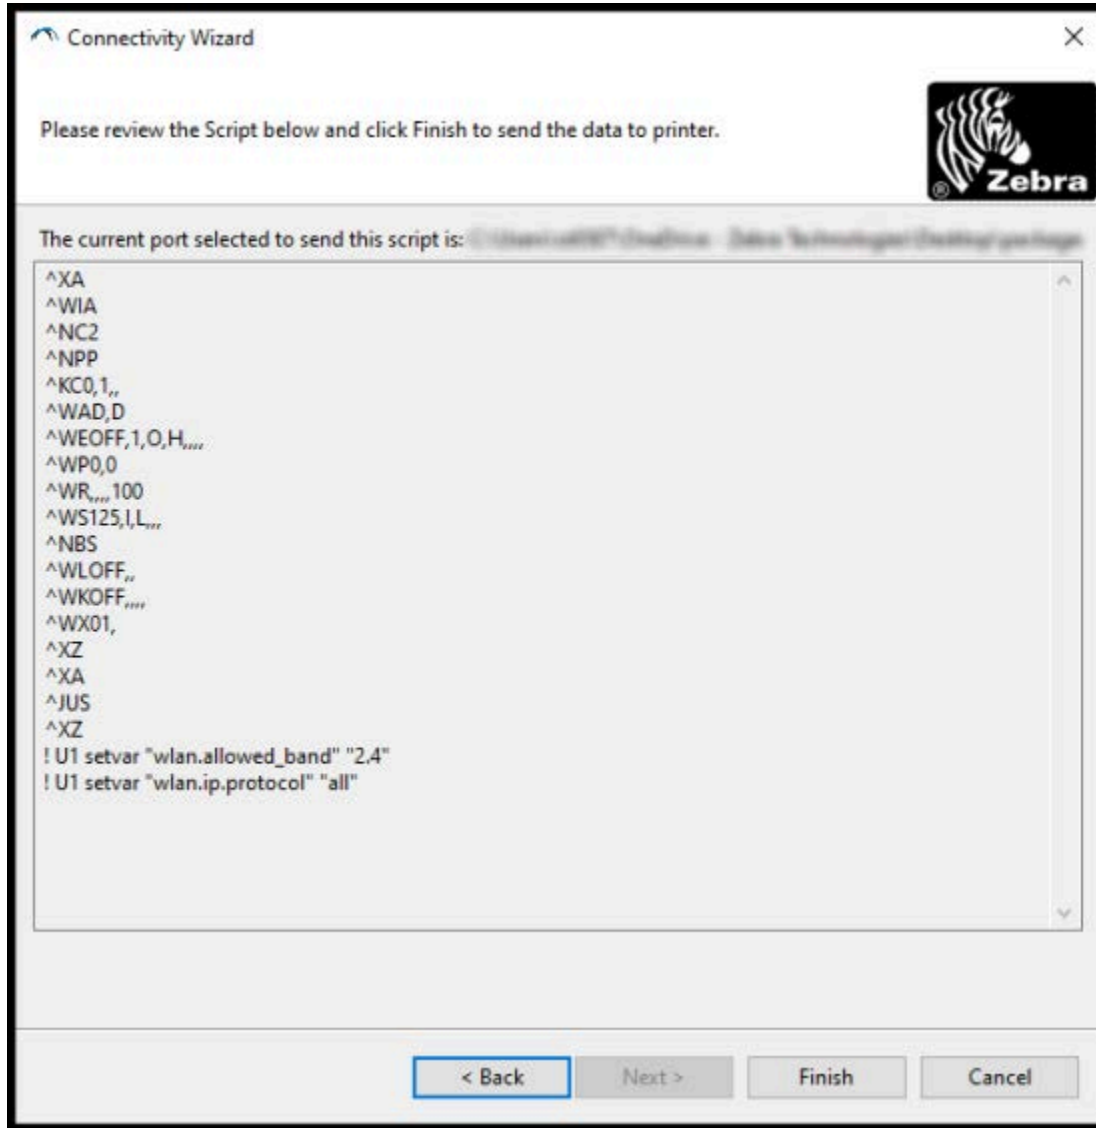 Connectivity Wizard
Please review the Script below and click Finish to send the data to printer.
Zebra
®
The current port selected to send this script is:
^XA
^WIA
^NC2
^NPP
^KC0,1,,
^WAD,D
^WEOFF,1,O,H,,,,
^WP0,0
^WR,,,,100
^WS125,I,L,,,
^NBS
^WLOFF,,
^WKOFF,,,,
^WX01,
^XZ
^XA
^JUS
^XZ
! U1 setvar "wlan.allowed_band" "2.4"
! U1 setvar "wlan.ip.protocol" "all"
< Back
Next >
Finish
Cancel